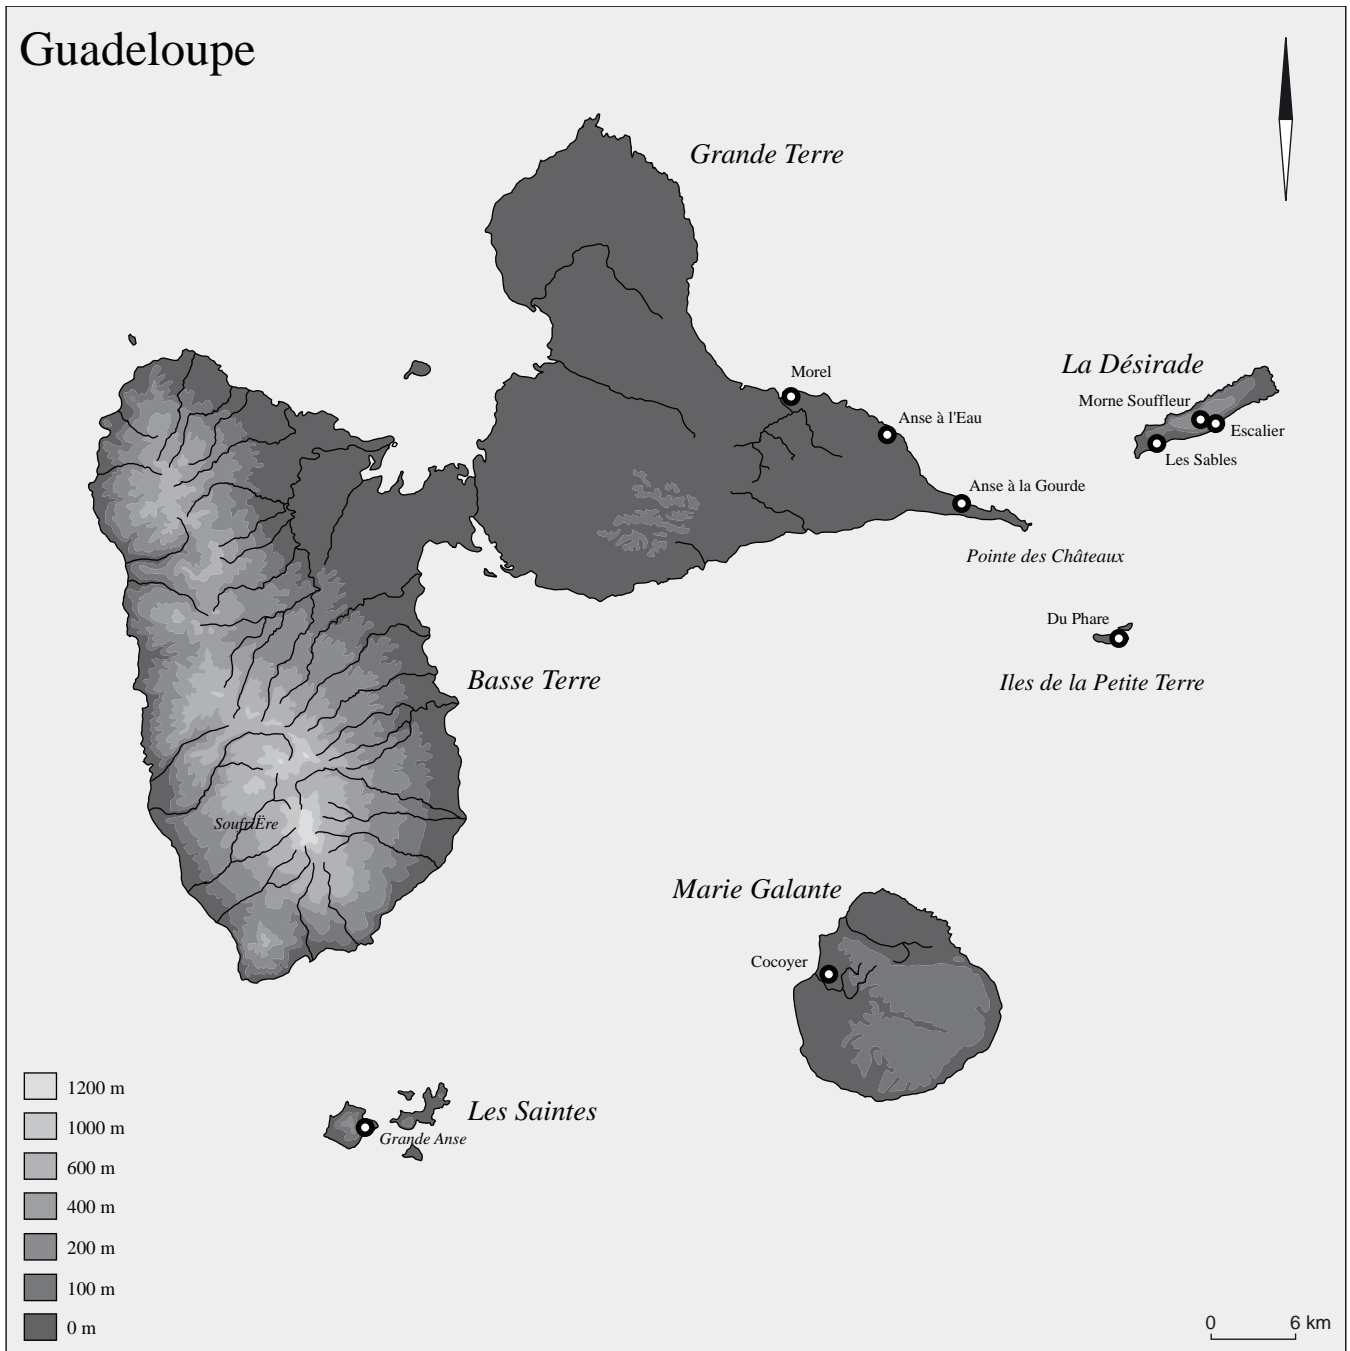 Guadeloupe
Grande Terre
Morel
La Désirade
Morne Souffleur
Anse à l'Eau
Escalier
Les Sables
Anse à la Gourde
Pointe des Châteaux
Du Phare
Basse Terre
Iles de la Petite Terre
SoufriËre
Marie Galante
Cocoyer
Les Saintes
Grande Anse
1200 m
1000 m
600 m
400 m
200 m
100 m
0 m
0 6 km